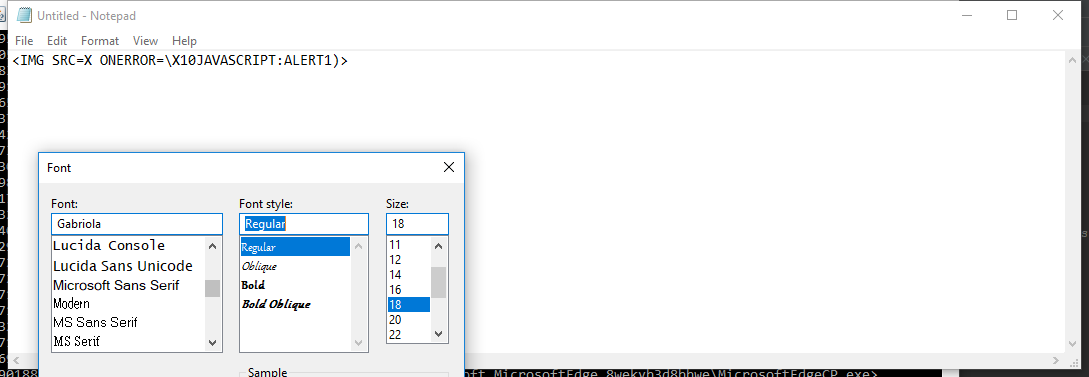 Untitled - Notepad
File Edit Format View Help
<IMG SRC=X ONERROR=\X10JAVASCRIPT:ALERT1)>
Font
Font: Font style: Size:
Gabriola Regular 18
Lucida Console Regular 11
Lucida Sans Unicode Oblique 12
Microsoft Sans Serif Bold 14
Modern Bold Oblique 16
MS Sans Serif 18
MS Serif 20
22
Sample
MicrosoftEdge_8wekyb3d8bbwe\MicrosoftEdgeCP.exe>